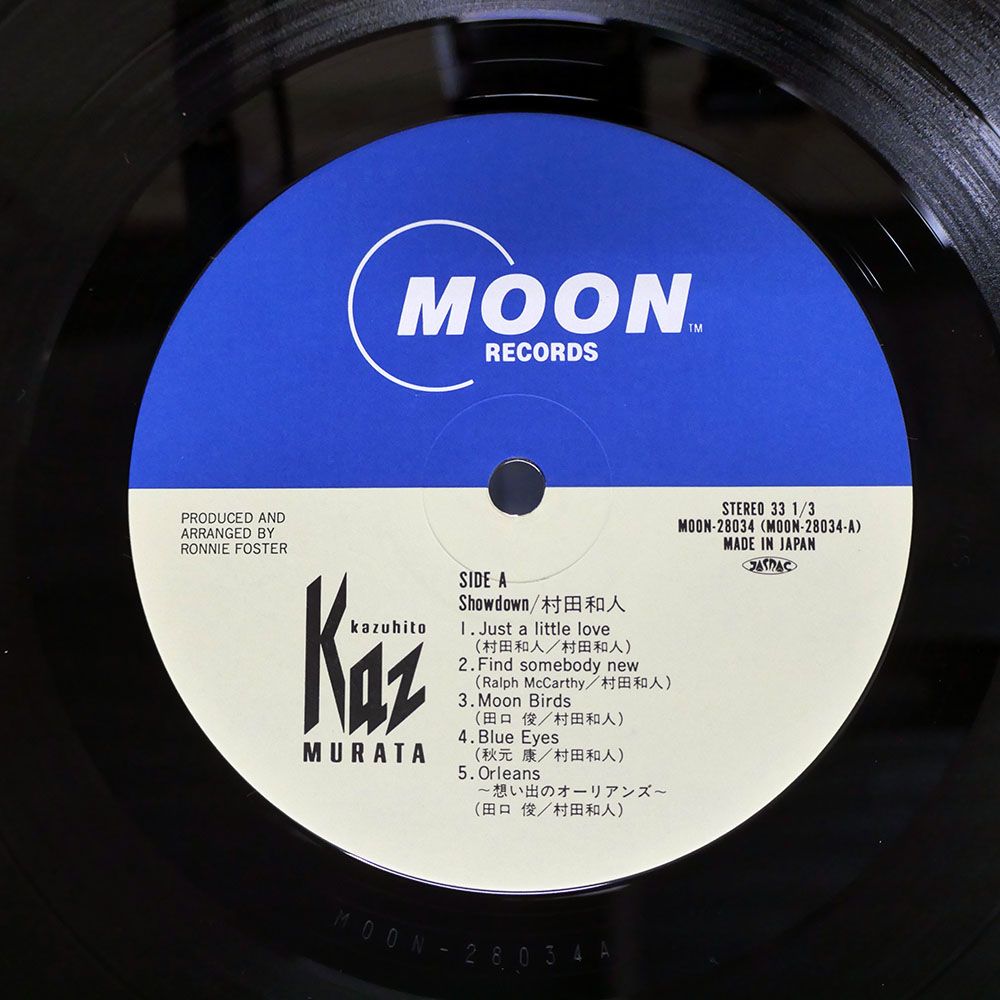 MOON TM
RECORDS
PRODUCED AND
ARRANGED BY
RONNIE FOSTER
STEREO 33 1/3
MOON-28034 (MOON-28034-A)
MADE IN JAPAN
JASRAC
kazuhito
Kaz
MURATA
SIDE A
Showdown/村田和人
1.Just a little love
(村田和人/村田和人)
2.Find somebody new
(Ralph McCarthy/村田和人)
3.Moon Birds
(田口 俊/村田和人)
4.Blue Eyes
(秋元 康/村田和人)
5.Orleans
～想い出のオーリアンズ～
(田口 俊/村田和人)
MOON-28034A